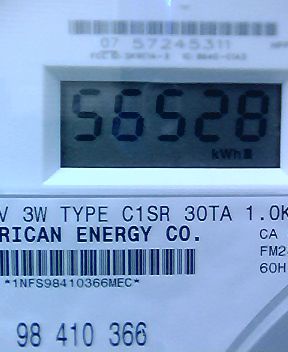 07 57245311
56528
kWh
V 3W TYPE C1SR 30TA 1.0K
RICAN ENERGY CO.
CA
FM2
*1NFS98410366MEC*
60H
98 410 366